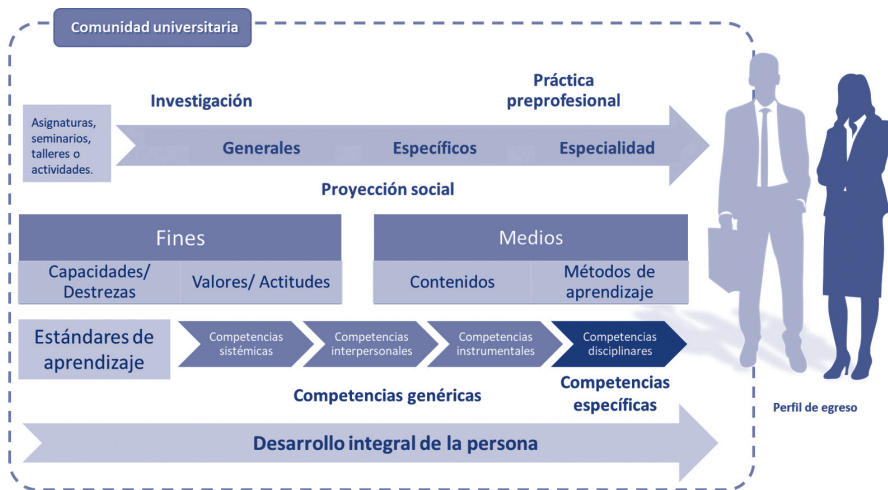 Comunidad universitaria
Investigación
Práctica
preprofesional
Asignaturas,
seminarios,
talleres o
actividades.
Generales
Específicos
Especialidad
Proyección social
Fines
Medios
Capacidades/
Destrezas
Valores/ Actitudes
Contenidos
Métodos de
aprendizaje
Estándares de
aprendizaje
Competencias
sistémicas
Competencias
interpersonales
Competencias
instrumentales
Competencias
disciplinares
Competencias genéricas
Competencias
específicas
Perfil de egreso
Desarrollo integral de la persona